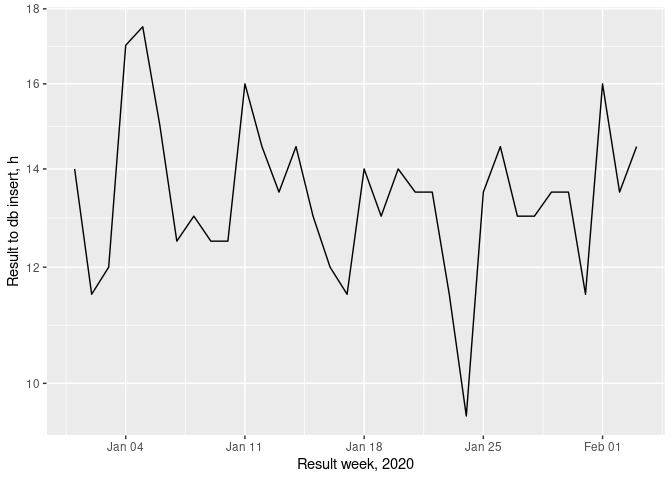 18
16
14
12
10
Result to db insert, h
Jan 04
Jan 11
Jan 18
Jan 25
Feb 01
Result week, 2020